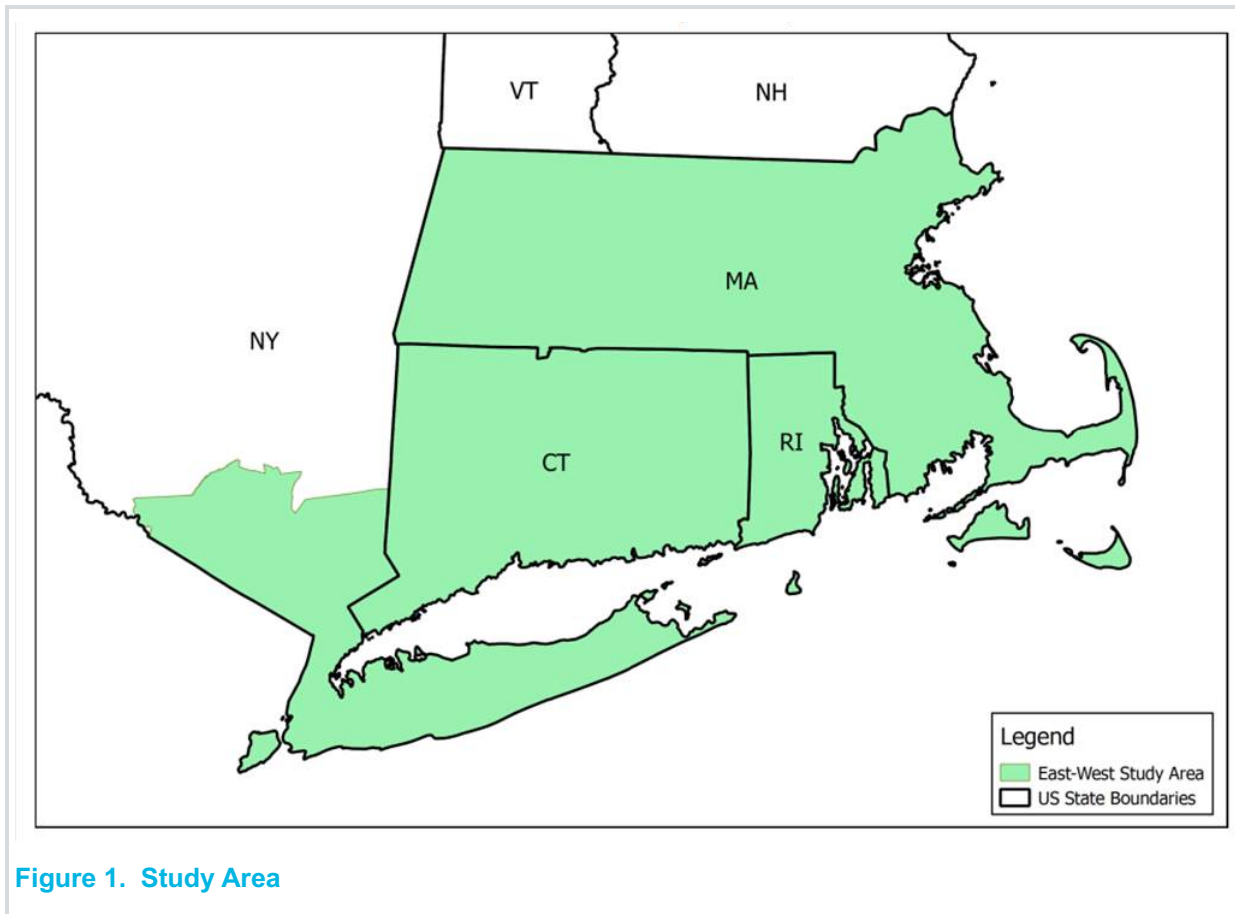 VT
NH
MA
NY
RI
CT
Legend
East-West Study Area
US State Boundaries
Figure 1. Study Area